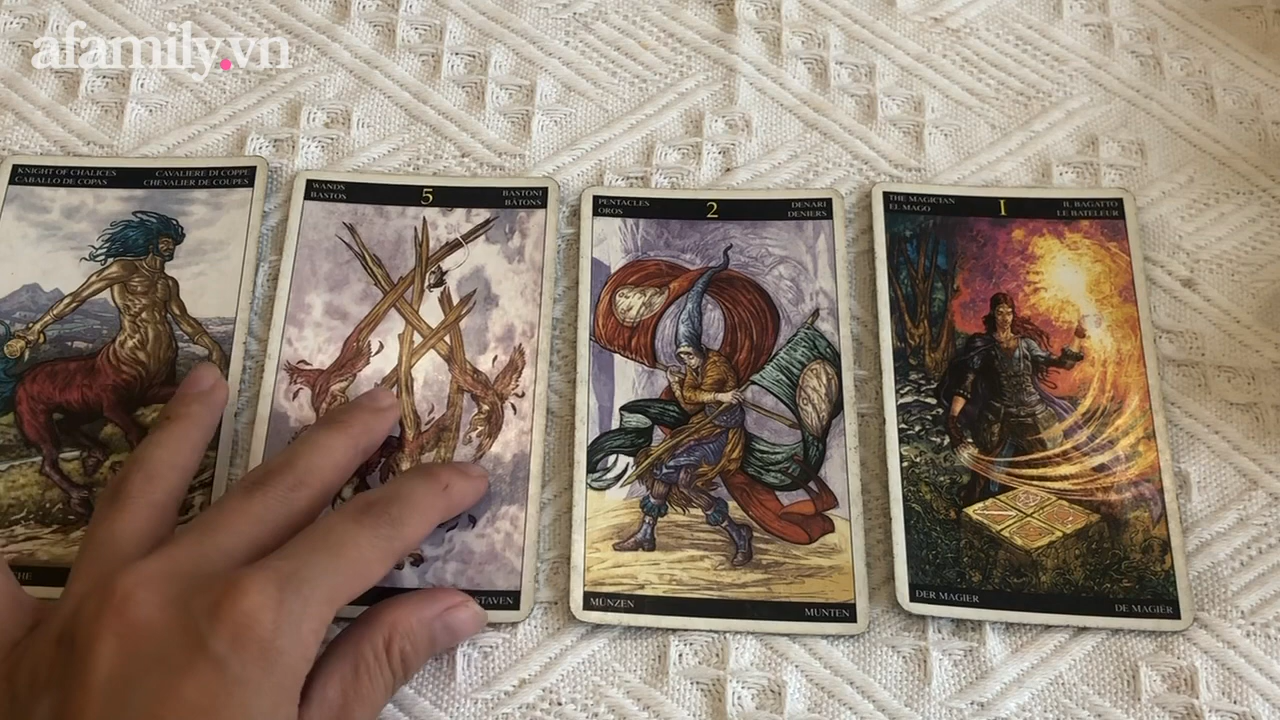 afamily.vn
KNIGHT OF CHALICES
CABALLO DE COPAS
CAVALIERE DI COPPE
CHEVALIER DE COUPES
WANDS
BASTOS
5
BASTONI
BÂTONS
STAVEN
PENTACLES
OROS
2
DENARI
DENIERS
MÜNZEN
MUNTEN
THE MAGICIAN
EL MAGO
I
IL BAGATTO
LE BATELEUR
DER MAGIER
DE MAGIËR